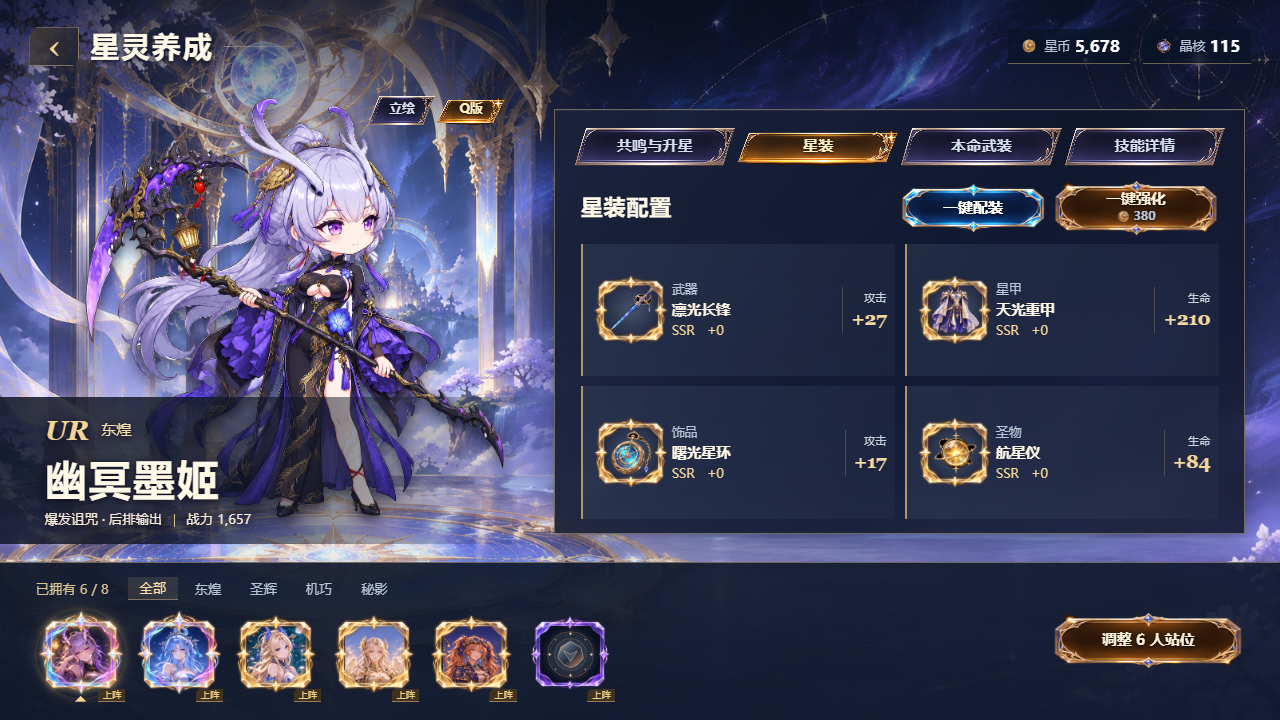 星灵养成
星币 5,678
晶核 115
立绘
Q版
共鸣与升星
星装
本命武装
技能详情
星装配置
一键配装
一键强化
380
武器
凛光长锋
SSR +0
攻击
+27
星甲
天光重甲
SSR +0
生命
+210
饰品
曙光星环
SSR +0
攻击
+17
圣物
航星仪
SSR +0
生命
+84
UR 东煌
幽冥墨姬
爆发诅咒 · 后排输出 | 战力 1,657
已拥有 6 / 8
全部
东煌
圣辉
机巧
秘影
上阵
上阵
上阵
上阵
上阵
上阵
调整 6 人站位